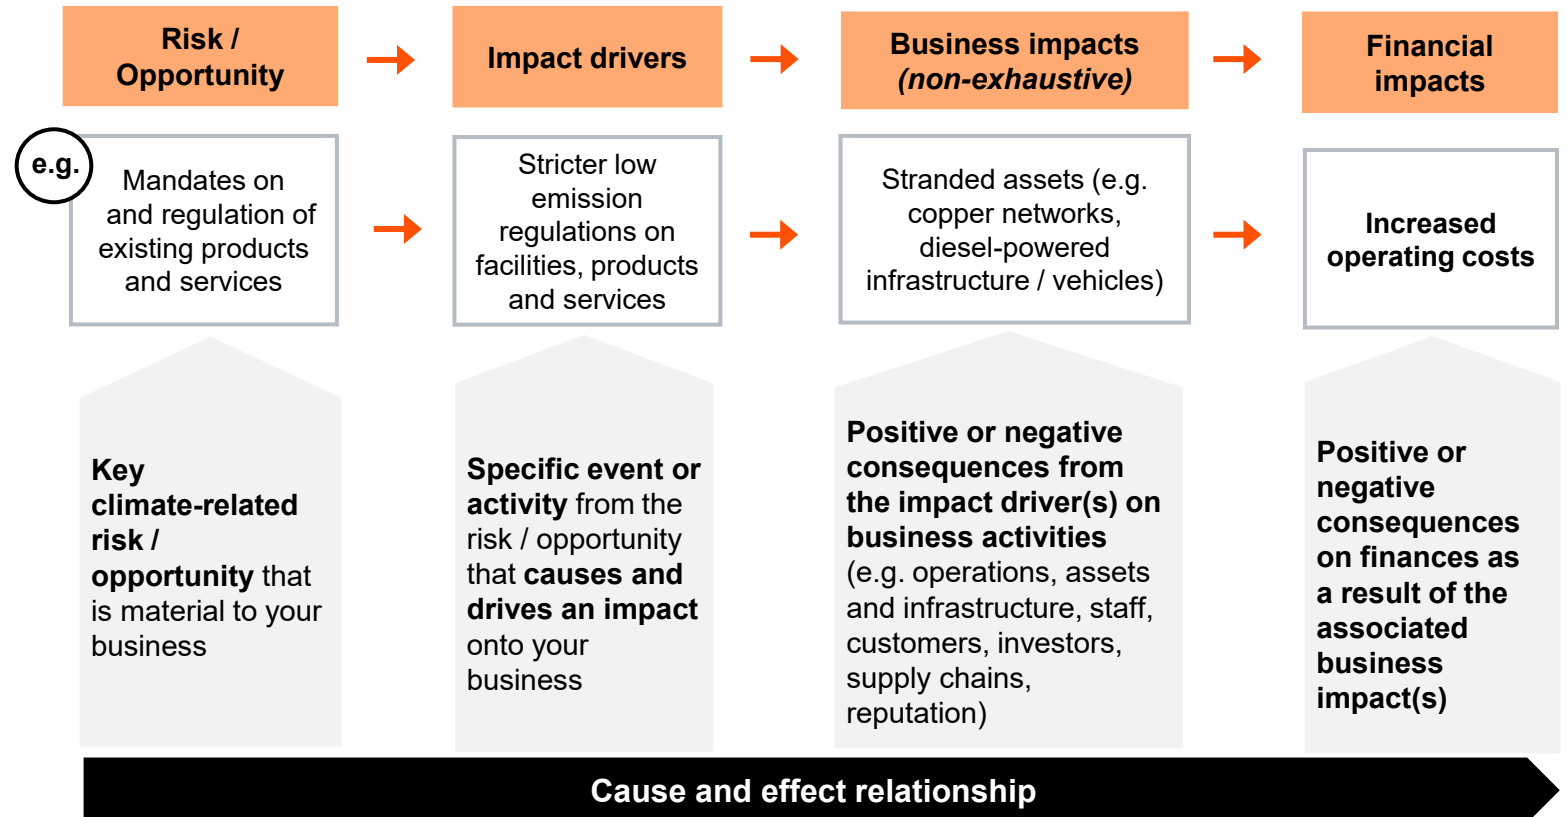 Risk /
Opportunity
Impact drivers
Business impacts
(non-exhaustive)
Financial
impacts
e.g.
Mandates on
and regulation of
existing products
and services
Stricter low
emission
regulations on
facilities, products
and services
Stranded assets (e.g.
copper networks,
diesel-powered
infrastructure / vehicles)
Increased
operating costs
Key
climate-related
risk /
opportunity that
is material to your
business
Specific event or
activity from the
risk / opportunity
that causes and
drives an impact
onto your
business
Positive or negative
consequences from
the impact driver(s) on
business activities
(e.g. operations, assets
and infrastructure, staff,
customers, investors,
supply chains,
reputation)
Positive or
negative
consequences
on finances as
a result of the
associated
business
impact(s)
Cause and effect relationship